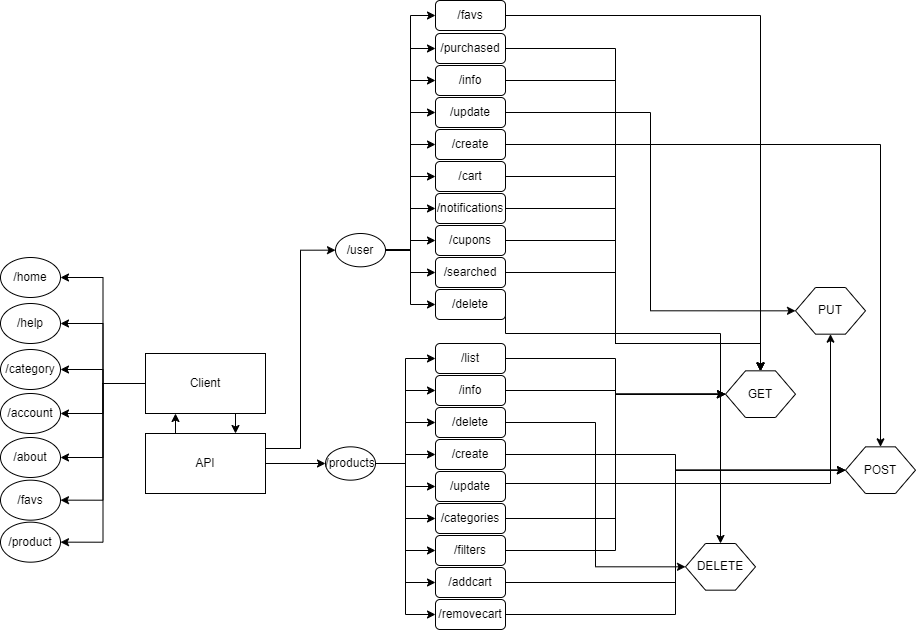 /home
/help
/category
/account
/about
/favs
/product
Client
API
/user
/products
/favs
/purchased
/info
/update
/create
/cart
/notifications
/cupons
/searched
/delete
/list
/info
/delete
/create
/update
/categories
/filters
/addcart
/removecart
PUT
GET
POST
DELETE